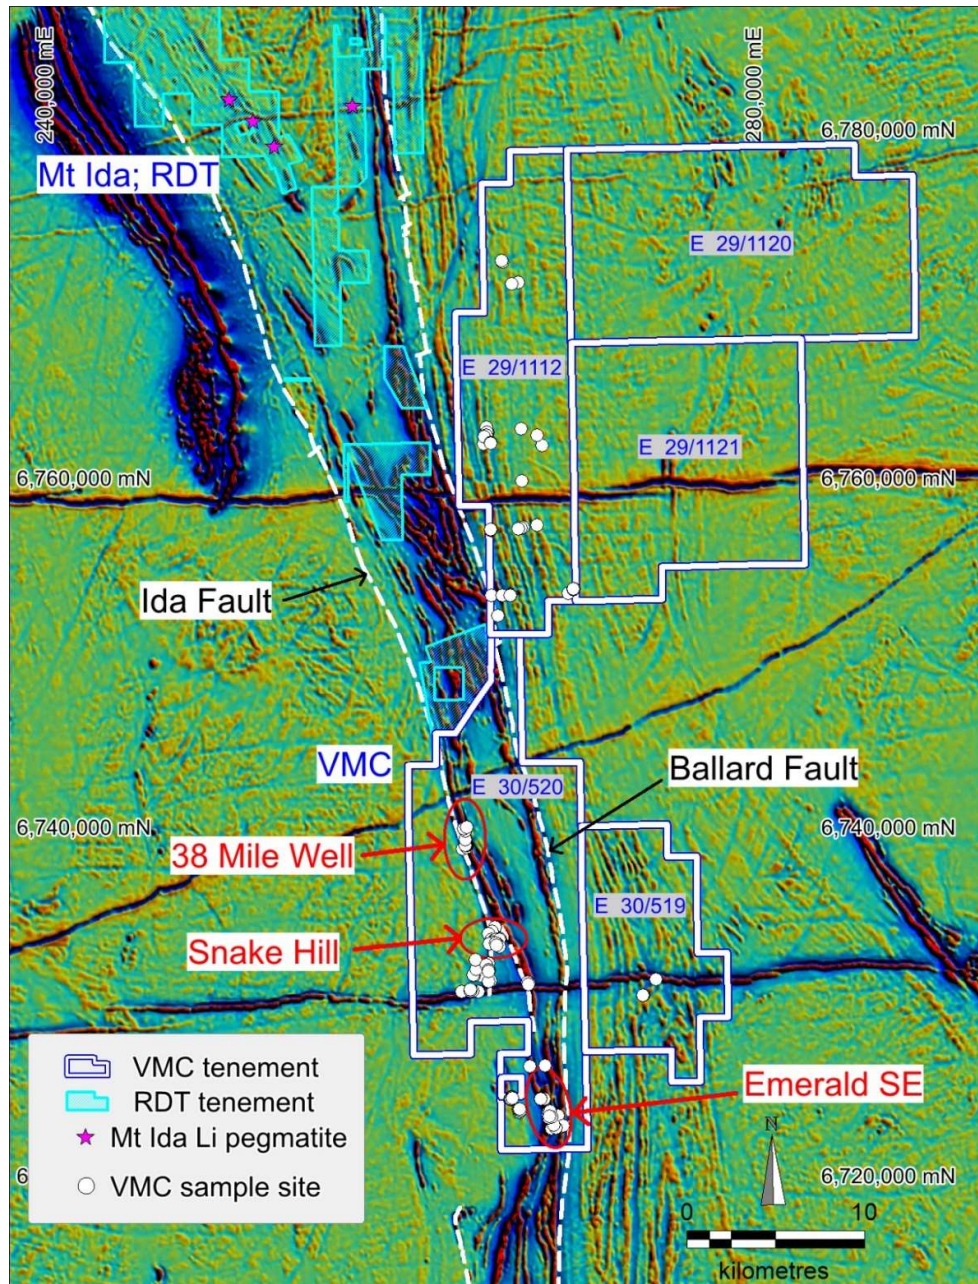 240,000 mE
280,000 mE
6,780,000 mN
Mt Ida; RDT
E 29/1120
E 29/1112
E 29/1121
6,760,000 mN
6,760,000 mN
Ida Fault
VMC
E 30/520
Ballard Fault
6,740,000 mN
6,740,000 mN
38 Mile Well
E 30/519
Snake Hill
VMC tenement
RDT tenement
Mt Ida Li pegmatite
VMC sample site
Emerald SE
N
6
6,720,000 mN
0
10
kilometres